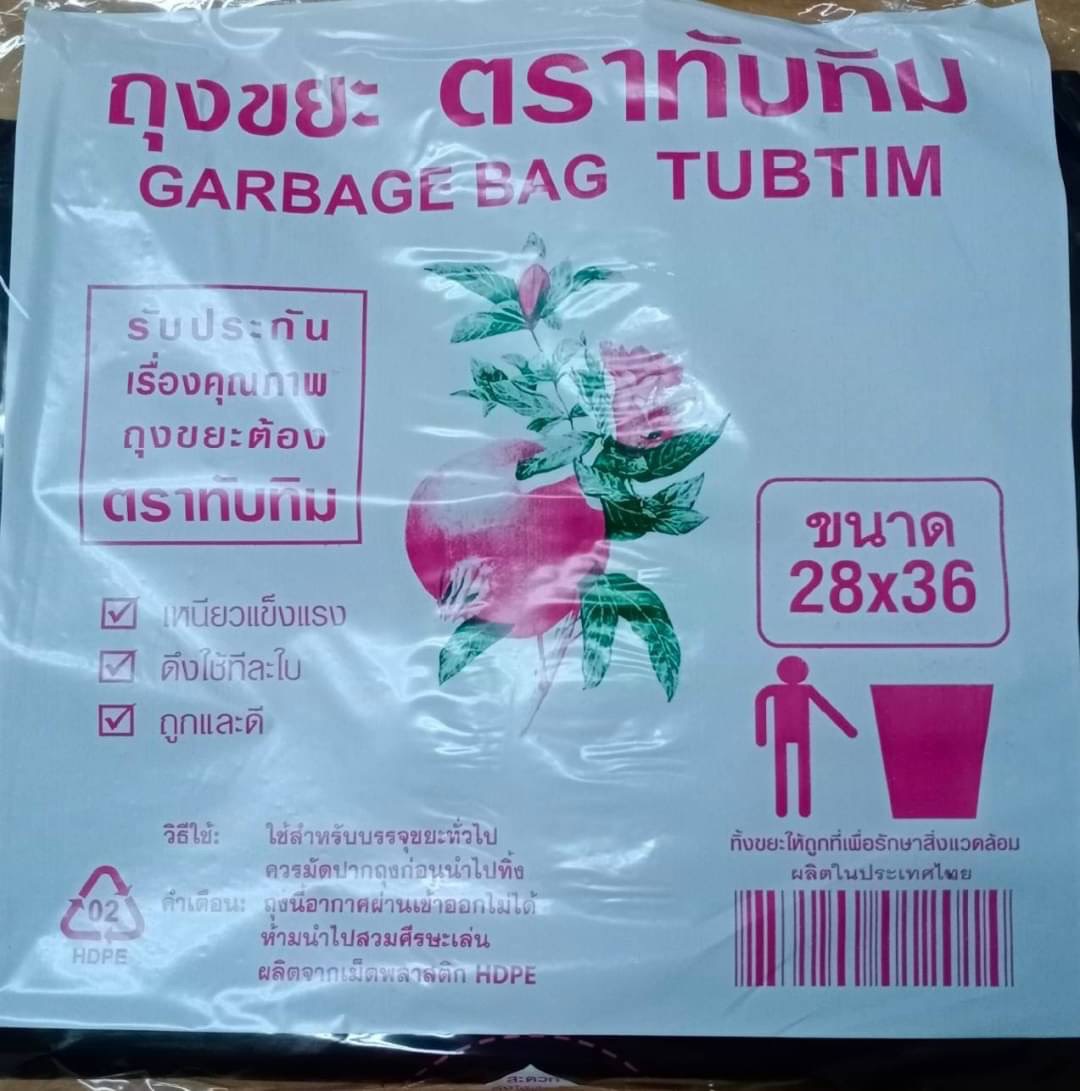 ถุงขยะ ตราทับทิม
GARBAGE BAG TUBTIM
รับประกัน
เรื่องคุณภาพ
ถุงขยะต้อง
ตราทับทิม
เหนียวแข็งแรง
ดึงใช้ทีละใบ
ถูกและดี
ขนาด
28x36
วิธีใช้: ใช้สำหรับบรรจุขยะทั่วไป
ควรมัดปากถุงก่อนนำไปทิ้ง
คำเตือน: ถุงนี้อากาศผ่านเข้าออกไม่ได้
ห้ามนำไปสวมศีรษะเล่น
ผลิตจากเม็ดพลาสติก HDPE
02
HDPE
ทิ้งขยะให้ถูกที่เพื่อรักษาสิ่งแวดล้อม
ผลิตในประเทศไทย
สะดวก